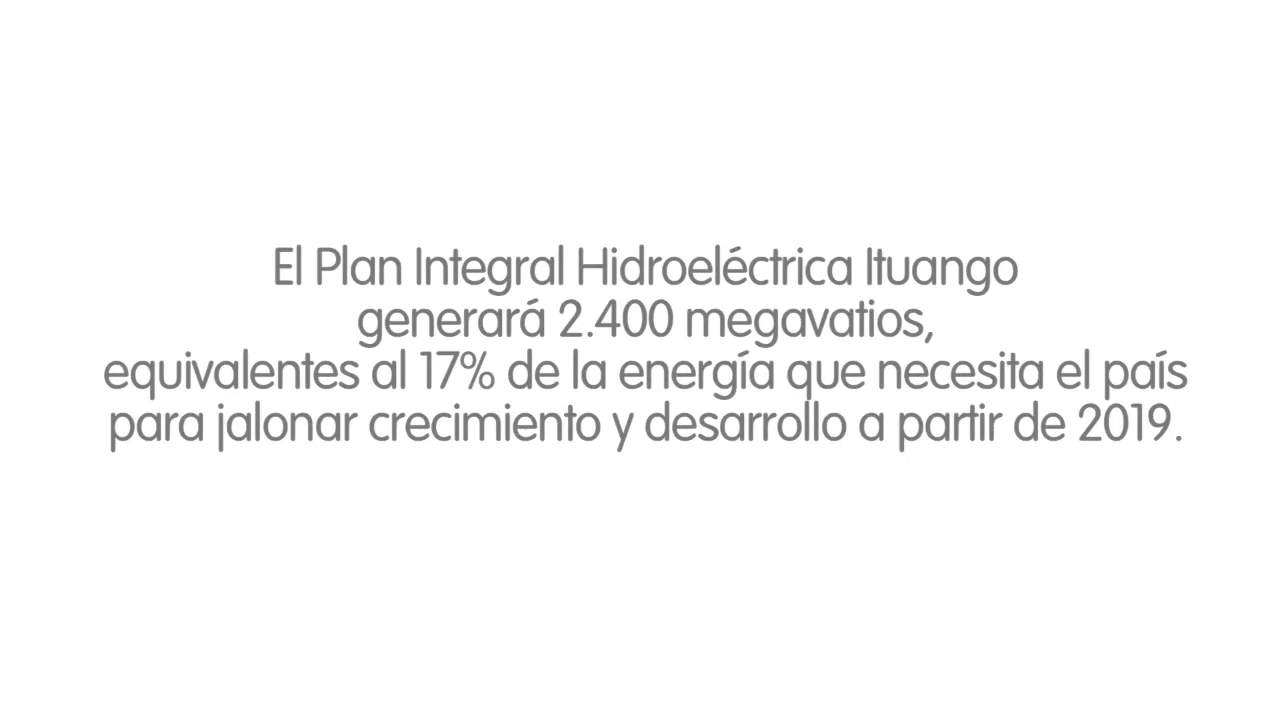 El Plan Integral Hidroeléctrica Ituango
generará 2.400 megavatios,
equivalentes al 17% de la energía que necesita el país
para jalonar crecimiento y desarrollo a partir de 2019.